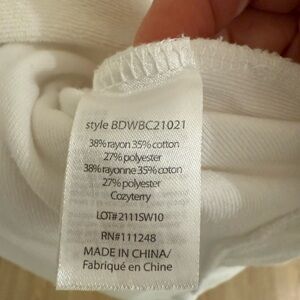 style BDWBC21021
38% rayon 35% cotton
27% polyester
38% rayonne 35% coton
27% polyester
Cozyterry
LOT#2111SW10
RN#111248
MADE IN CHINA/
Fabriqué en Chine